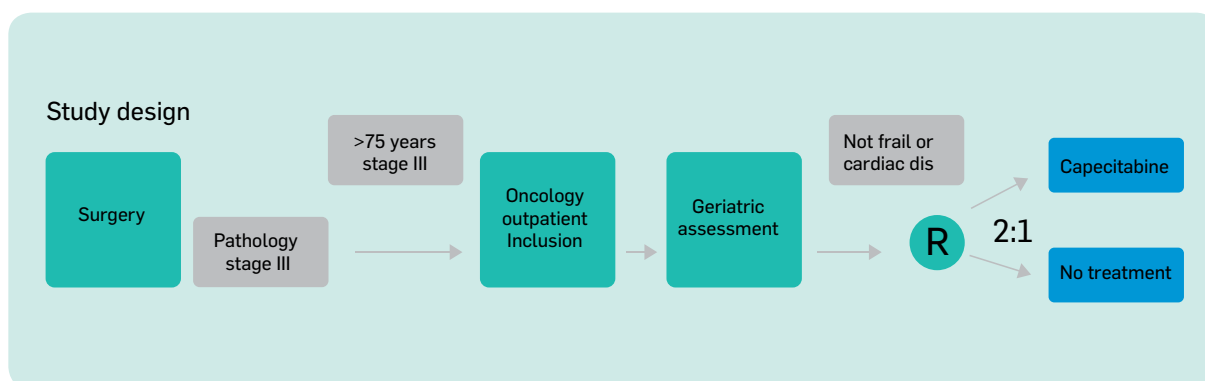 Study design
Surgery
Pathology
stage III
>75 years
stage III
Oncology
outpatient
Inclusion
Geriatric
assessment
Not frail or
cardiac dis
R
2:1
Capecitabine
No treatment